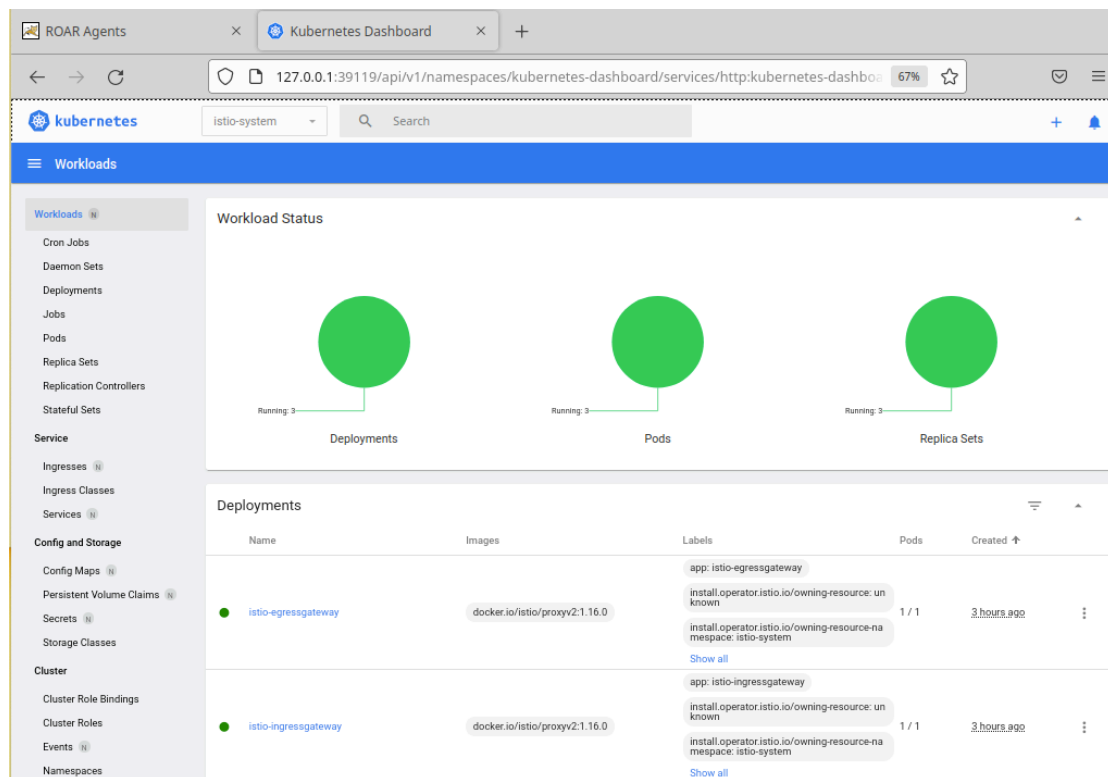 ROAR Agents
Kubernetes Dashboard
127.0.0.1:39119/api/v1/namespaces/kubernetes-dashboard/services/http:kubernetes-dashboa
67%
kubernetes
istio-system
Search
Workloads
Workloads N
Cron Jobs
Daemon Sets
Deployments
Jobs
Pods
Replica Sets
Replication Controllers
Stateful Sets
Service
Ingresses N
Ingress Classes
Services N
Config and Storage
Config Maps N
Persistent Volume Claims N
Secrets N
Storage Classes
Cluster
Cluster Role Bindings
Cluster Roles
Events N
Namespaces
Workload Status
Running: 3
Deployments
Running: 3
Pods
Running: 3
Replica Sets
Deployments
Name Images Labels Pods Created
istio-egressgateway
docker.io/istio/proxyv2:1.16.0
app: istio-egressgateway
install.operator.istio.io/owning-resource: un
known
install.operator.istio.io/owning-resource-na
mespace: istio-system
Show all
1 / 1
3 hours ago
istio-ingressgateway
docker.io/istio/proxyv2:1.16.0
app: istio-ingressgateway
install.operator.istio.io/owning-resource: un
known
install.operator.istio.io/owning-resource-na
mespace: istio-system
Show all
1 / 1
3 hours ago